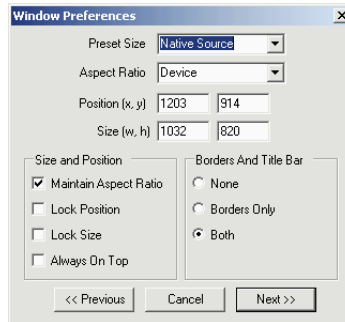 Window Preferences
Preset Size Native Source
Aspect Ratio Device
Position (x, y) 1203 914
Size (w, h) 1032 820
Size and Position
Maintain Aspect Ratio
Lock Position
Lock Size
Always On Top
Borders And Title Bar
None
Borders Only
Both
<< Previous Cancel Next >>